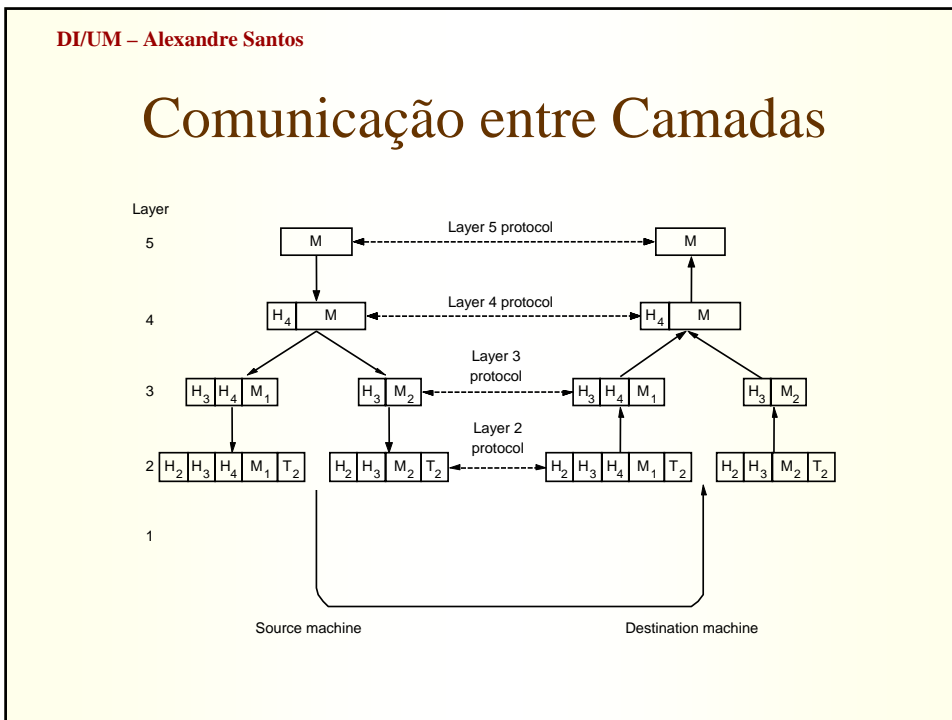 DI/UM – Alexandre Santos
Comunicação entre Camadas
Layer
5 M Layer 5 protocol M
4 H4 M Layer 4 protocol H4 M
Layer 3
protocol
3 H3 H4 M1 H3 M2 H3 H4 M1 H3 M2
Layer 2
protocol
2 H2 H3 H4 M1 T2 H2 H3 M2 T2 H2 H3 H4 M1 T2 H2 H3 M2 T2
1
Source machine Destination machine